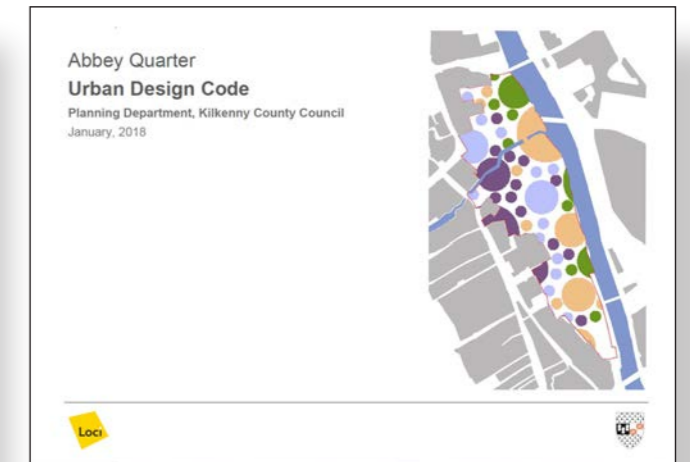 Abbey Quarter
Urban Design Code
Planning Department, Kilkenny County Council
January, 2018
Loci